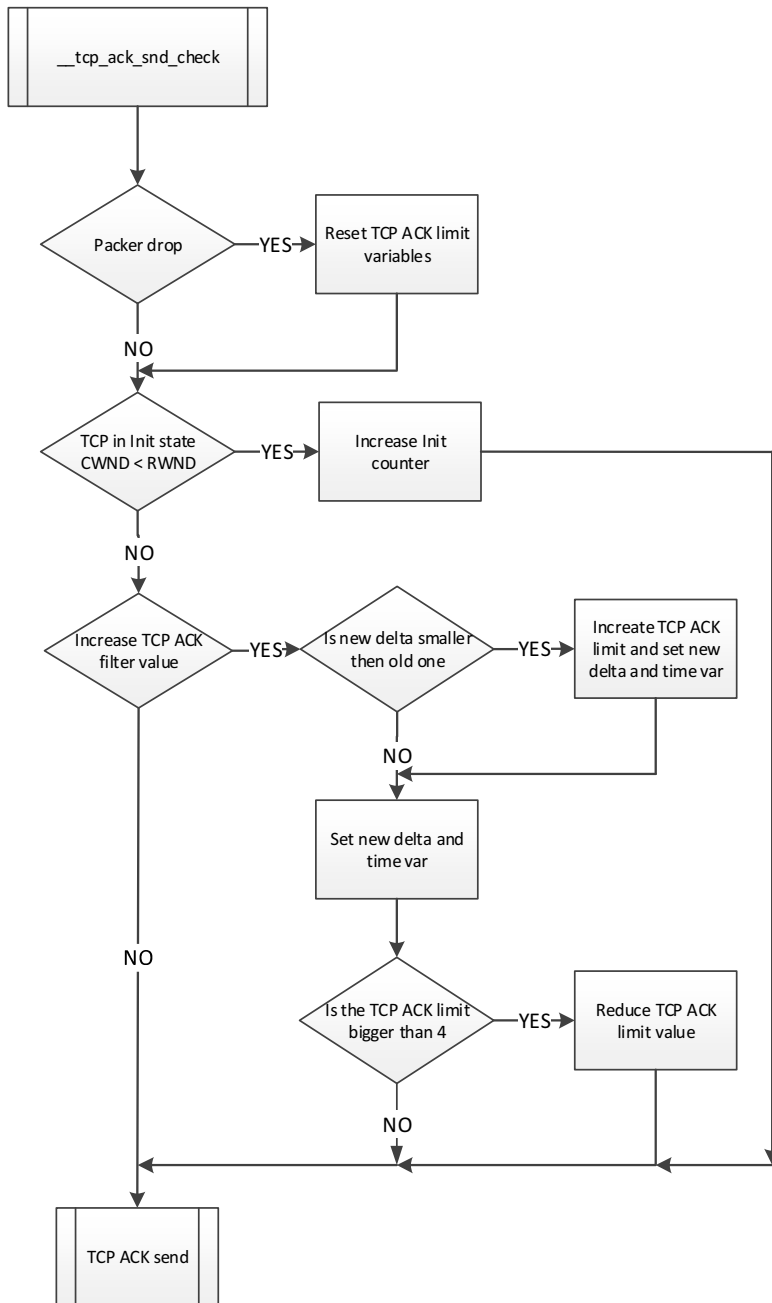 __tcp_ack_snd_check
Packer drop
YES
Reset TCP ACK limit
variables
NO
TCP in Init state
CWND < RWND
YES
Increase Init
counter
NO
Increase TCP ACK
filter value
YES
Is new delta smaller
then old one
YES
Increate TCP ACK
limit and set new
delta and time var
NO
Set new delta and
time var
NO
Is the TCP ACK limit
bigger than 4
YES
Reduce TCP ACK
limit value
NO
TCP ACK send